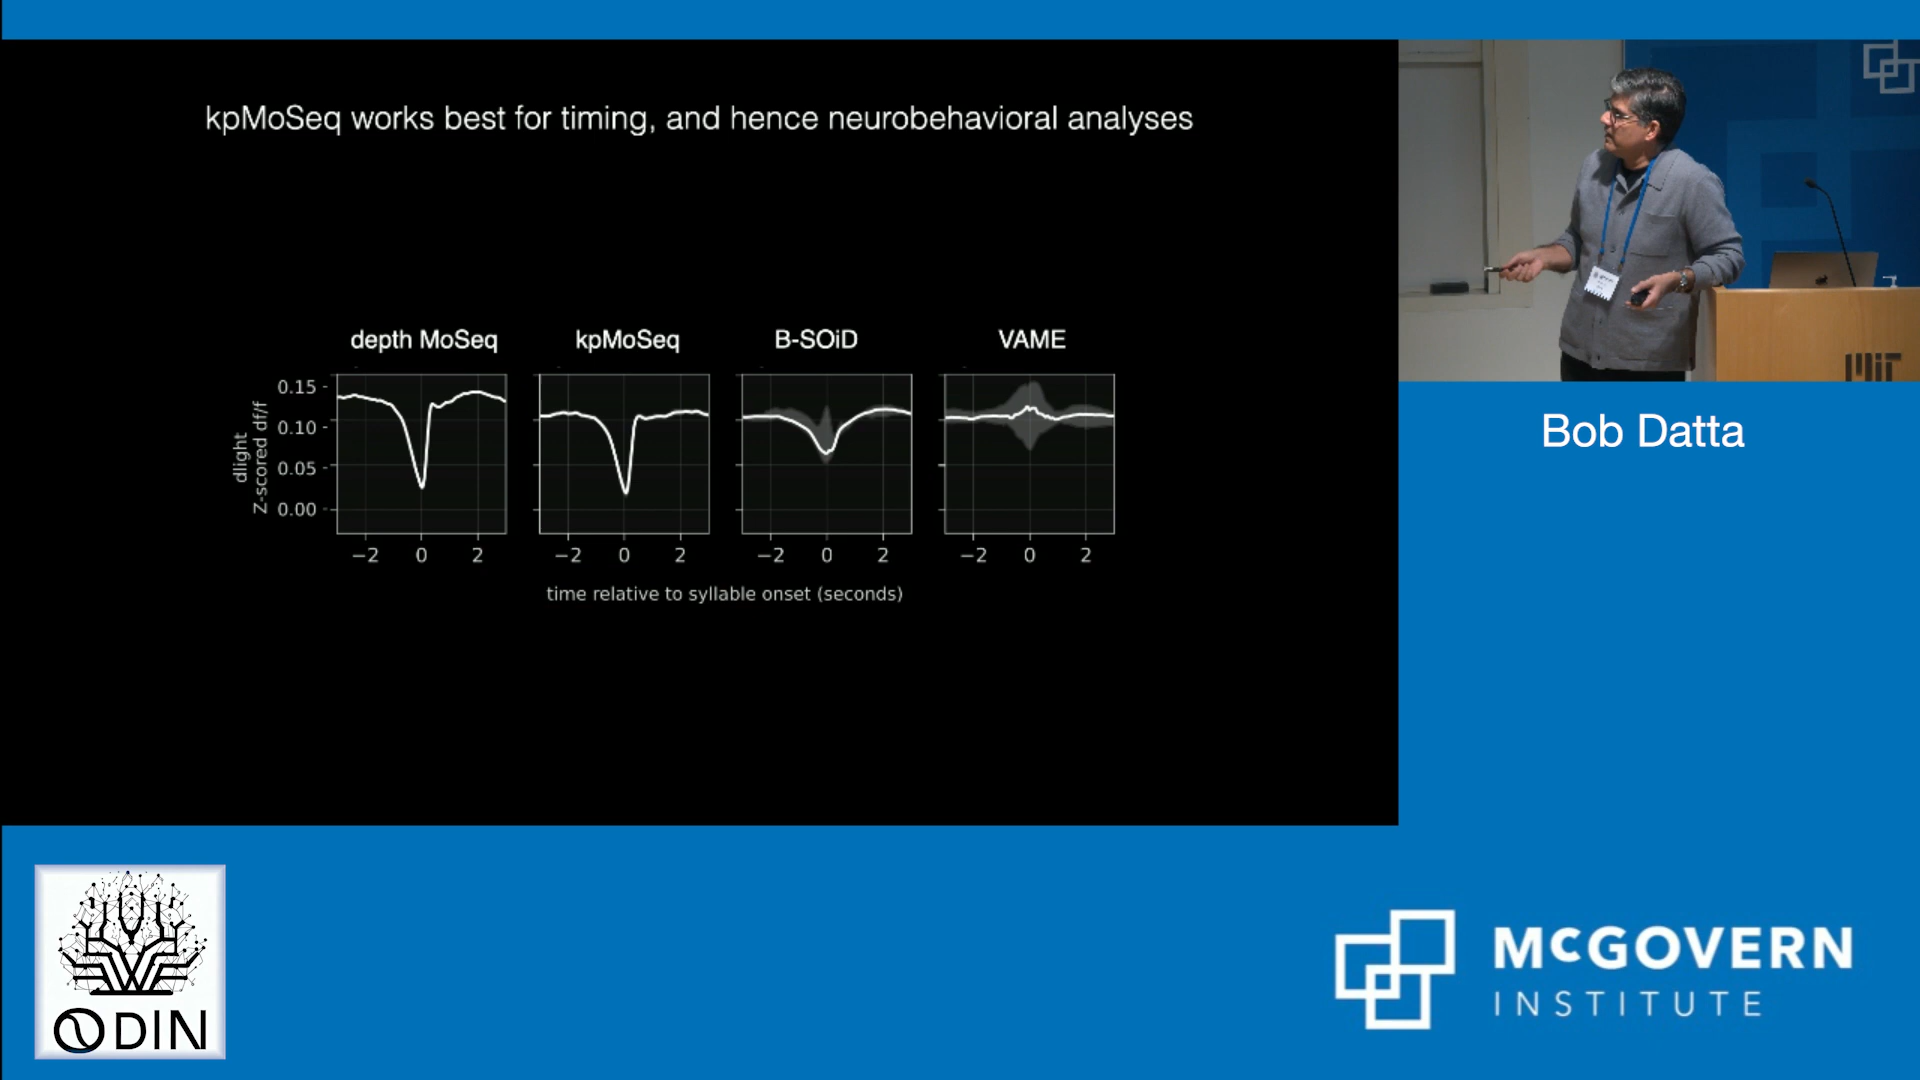 kpMoSeq works best for timing, and hence neurobehavioral analyses
depth MoSeq
kpMoSeq
B-SOiD
VAME
dlight
Z-scored df/f
0.15
0.10
0.05
0.00
−2 0 2
−2 0 2
−2 0 2
−2 0 2
time relative to syllable onset (seconds)
MIT
Bob Datta
ODIN
McGOVERN
INSTITUTE